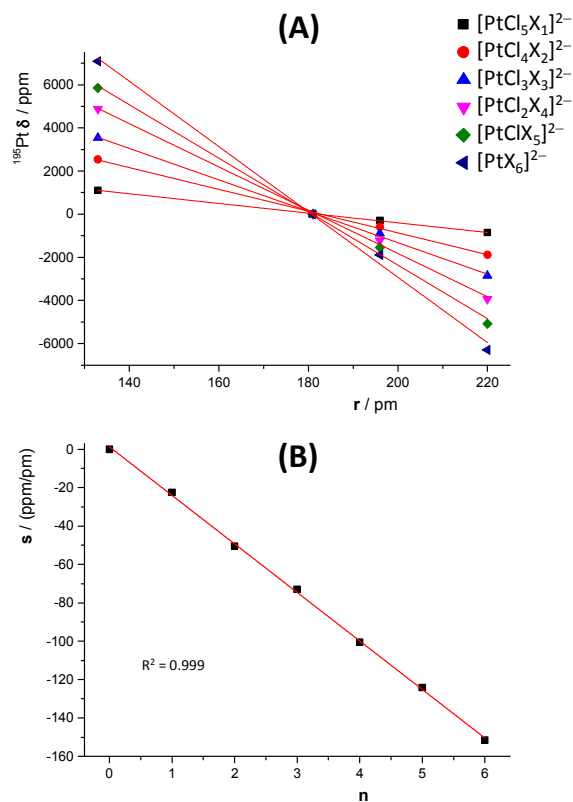 (A)
[PtCl₅X₁]²⁻
[PtCl₄X₂]²⁻
[PtCl₃X₃]²⁻
[PtCl₂X₄]²⁻
[PtClX₅]²⁻
[PtX₆]²⁻
¹⁹⁵Pt δ / ppm
6000
4000
2000
0
-2000
-4000
-6000
140
160
180
200
220
r / pm
(B)
s / (ppm/pm)
0
-20
-40
-60
-80
-100
-120
-140
-160
R² = 0.999
0
1
2
3
4
5
6
n